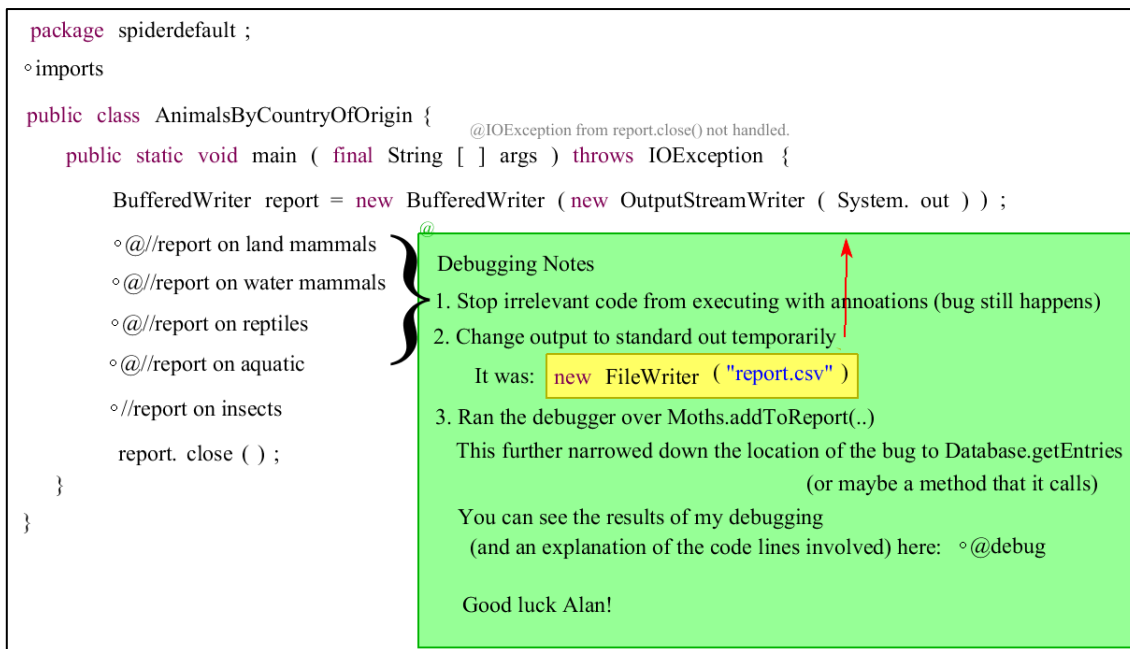 package spiderdefault ;
◦imports
public class AnimalsByCountryOfOrigin {
@IOException from report.close() not handled.
public static void main ( final String [ ] args ) throws IOException {
BufferedWriter report = new BufferedWriter ( new OutputStreamWriter ( System. out ) ) ;
◦@//report on land mammals
◦@//report on water mammals
◦@//report on reptiles
◦@//report on aquatic
◦//report on insects
report. close ( ) ;
}
}
@
Debugging Notes
1. Stop irrelevant code from executing with annoations (bug still happens)
2. Change output to standard out temporarily
It was: new FileWriter ( "report.csv" )
3. Ran the debugger over Moths.addToReport(..)
This further narrowed down the location of the bug to Database.getEntries
(or maybe a method that it calls)
You can see the results of my debugging
(and an explanation of the code lines involved) here: ◦@debug
Good luck Alan!